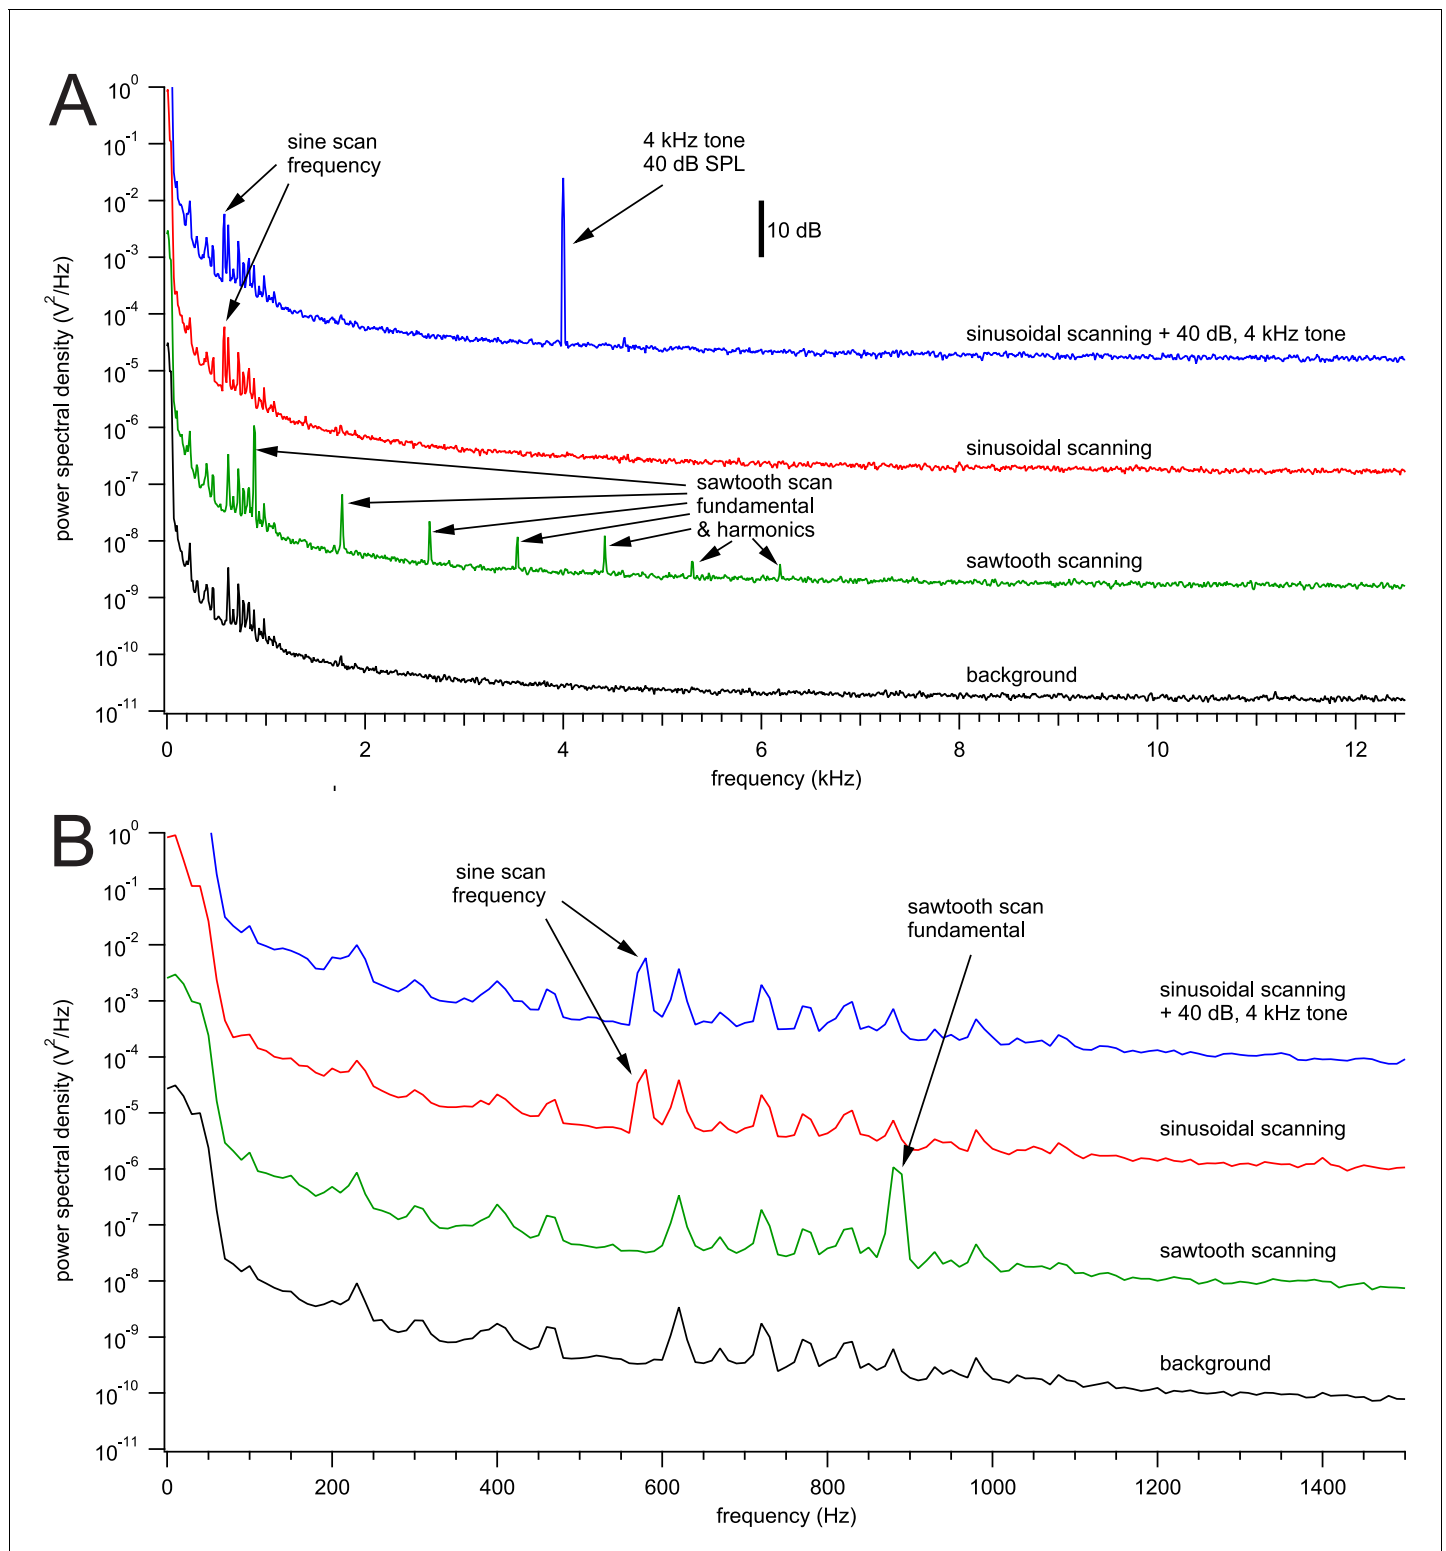 A
10^0
10^-1
10^-2
10^-3
10^-4
10^-5
10^-6
10^-7
10^-8
10^-9
10^-10
10^-11
power spectral density (V^2/Hz)
sine scan
frequency
4 kHz tone
40 dB SPL
10 dB
sinusoidal scanning + 40 dB, 4 kHz tone
sinusoidal scanning
sawtooth scan
fundamental
& harmonics
sawtooth scanning
background
0 2 4 6 8 10 12
frequency (kHz)
B
10^0
10^-1
10^-2
10^-3
10^-4
10^-5
10^-6
10^-7
10^-8
10^-9
10^-10
10^-11
power spectral density (V^2/Hz)
sine scan
frequency
sawtooth scan
fundamental
sinusoidal scanning
+ 40 dB, 4 kHz tone
sinusoidal scanning
sawtooth scanning
background
0 200 400 600 800 1000 1200 1400
frequency (Hz)